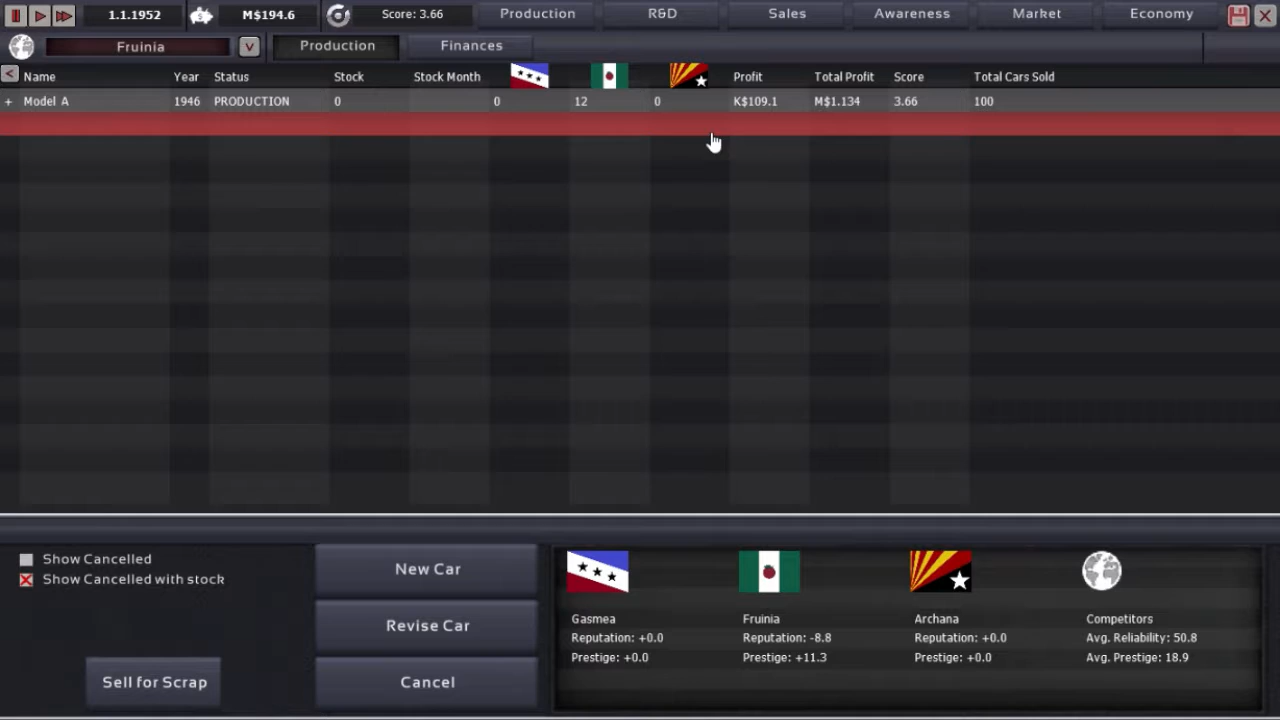 1.1.1952 M$194.6 Score: 3.66 Production R&D Sales Awareness Market Economy
Fruinia V Production Finances
< Name Year Status Stock Stock Month Profit Total Profit Score Total Cars Sold
+ Model A 1946 PRODUCTION 0 0 12 0 K$109.1 M$1.134 3.66 100
Show Cancelled
Show Cancelled with stock
Sell for Scrap
New Car
Revise Car
Cancel
Gasmea
Reputation: +0.0
Prestige: +0.0
Fruinia
Reputation: -8.8
Prestige: +11.3
Archana
Reputation: +0.0
Prestige: +0.0
Competitors
Avg. Reliability: 50.8
Avg. Prestige: 18.9